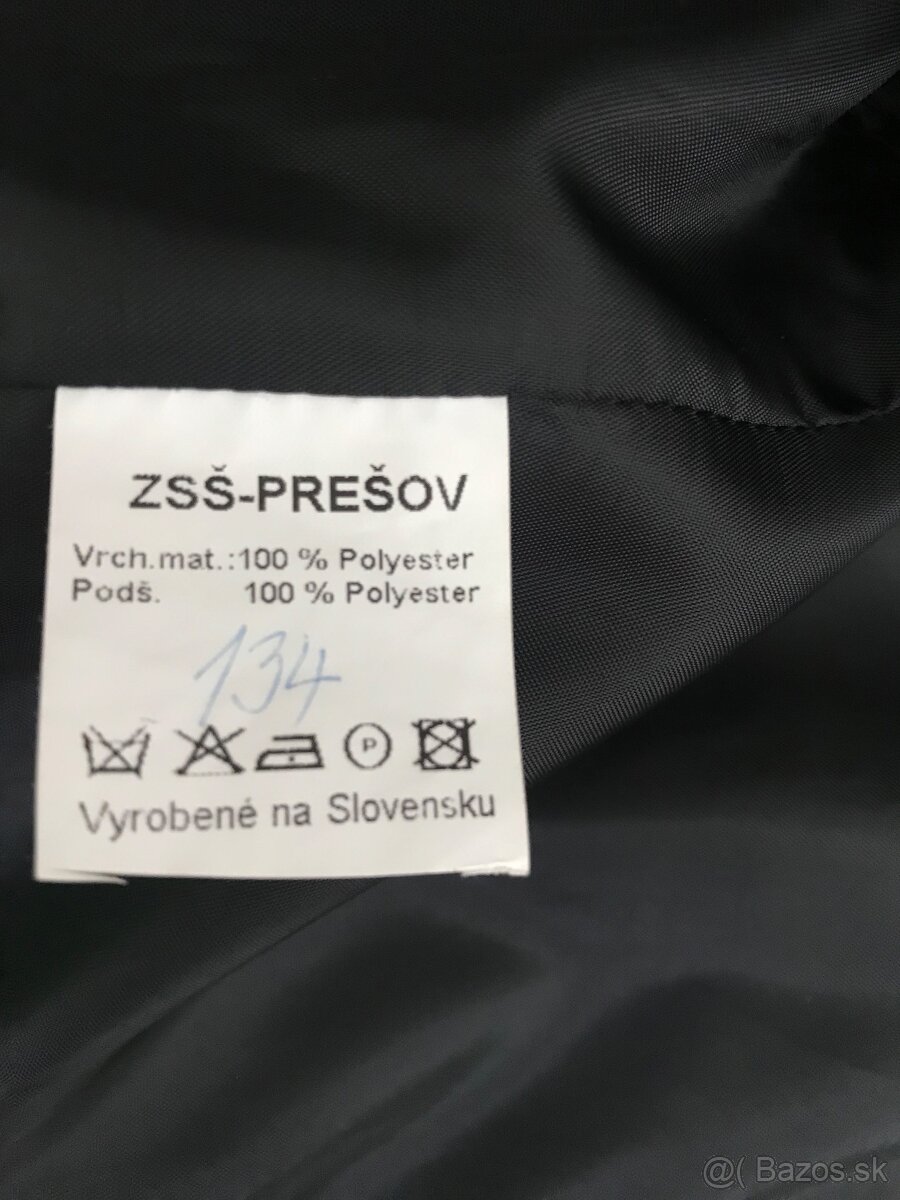 ZSŠ-PREŠOV
Vrch.mat.:100 % Polyester
Podš. 100 % Polyester
134
P
Vyrobené na Slovensku
@( Bazos.sk